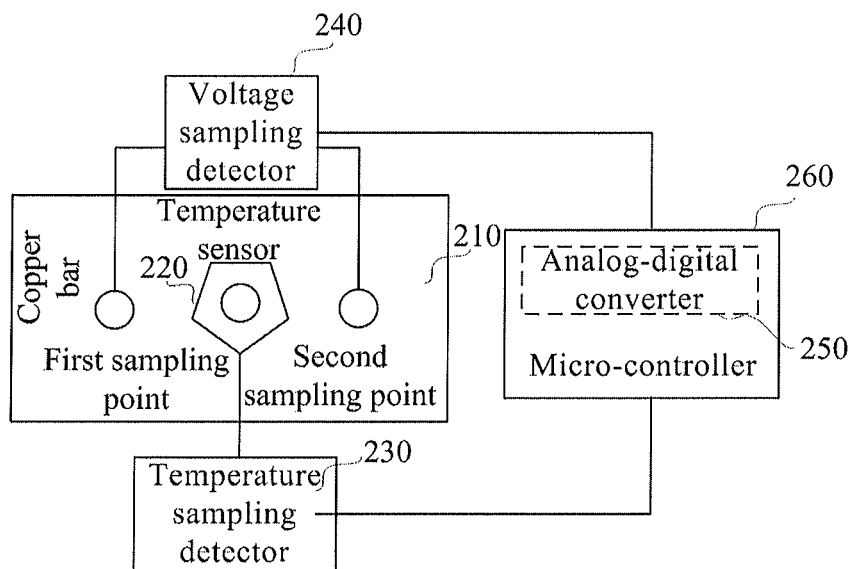 240
Voltage
sampling
detector
260
Temperature
sensor
210
220
Copper
bar
Analog-digital
converter
250
First sampling
point
Second
sampling point
Micro-controller
230
Temperature
sampling
detector